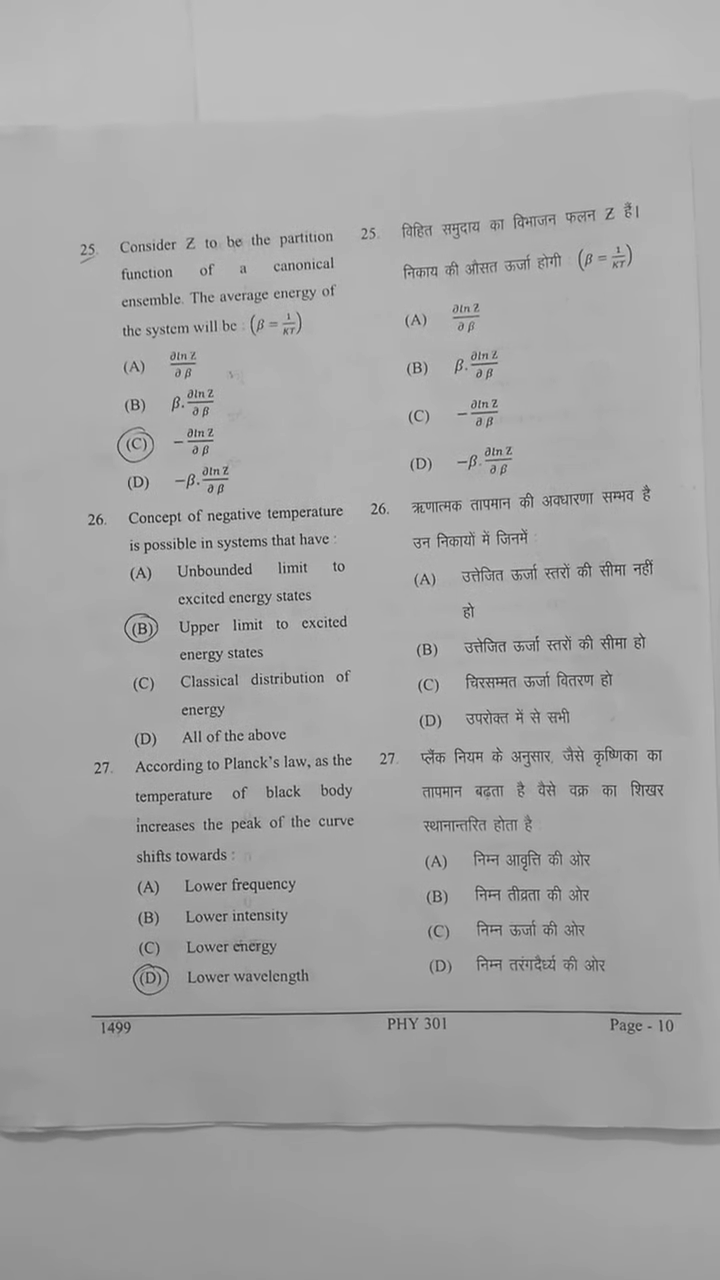 25. Consider Z to be the partition
function of a canonical
ensemble. The average energy of
the system will be : (β = 1/KT)
(A) ∂ln Z/∂ β
(B) β. ∂ln Z/∂ β
(C) − ∂ln Z/∂ β
(D) −β. ∂ln Z/∂ β
26. Concept of negative temperature
is possible in systems that have :
(A) Unbounded limit to
excited energy states
(B) Upper limit to excited
energy states
(C) Classical distribution of
energy
(D) All of the above
27. According to Planck's law, as the
temperature of black body
increases the peak of the curve
shifts towards :
(A) Lower frequency
(B) Lower intensity
(C) Lower energy
(D) Lower wavelength
25. विहित समुदाय का विभाजन फलन Z हैं।
निकाय की औसत ऊर्जा होगी : (β = 1/KT)
(A) ∂ln Z/∂ β
(B) β. ∂ln Z/∂ β
(C) − ∂ln Z/∂ β
(D) −β. ∂ln Z/∂ β
26. ऋणात्मक तापमान की अवधारणा सम्भव है
उन निकायों में जिनमें :
(A) उत्तेजित ऊर्जा स्तरों की सीमा नहीं
हो
(B) उत्तेजित ऊर्जा स्तरों की सीमा हो
(C) चिरसम्मत ऊर्जा वितरण हो
(D) उपरोक्त में से सभी
27. प्लैंक नियम के अनुसार, जैसे कृष्णिका का
तापमान बढ़ता है वैसे वक्र का शिखर
स्थानान्तरित होता है
(A) निम्न आवृत्ति की ओर
(B) निम्न तीव्रता की ओर
(C) निम्न ऊर्जा की ओर
(D) निम्न तरंगदैर्ध्य की ओर
1499 PHY 301 Page - 10